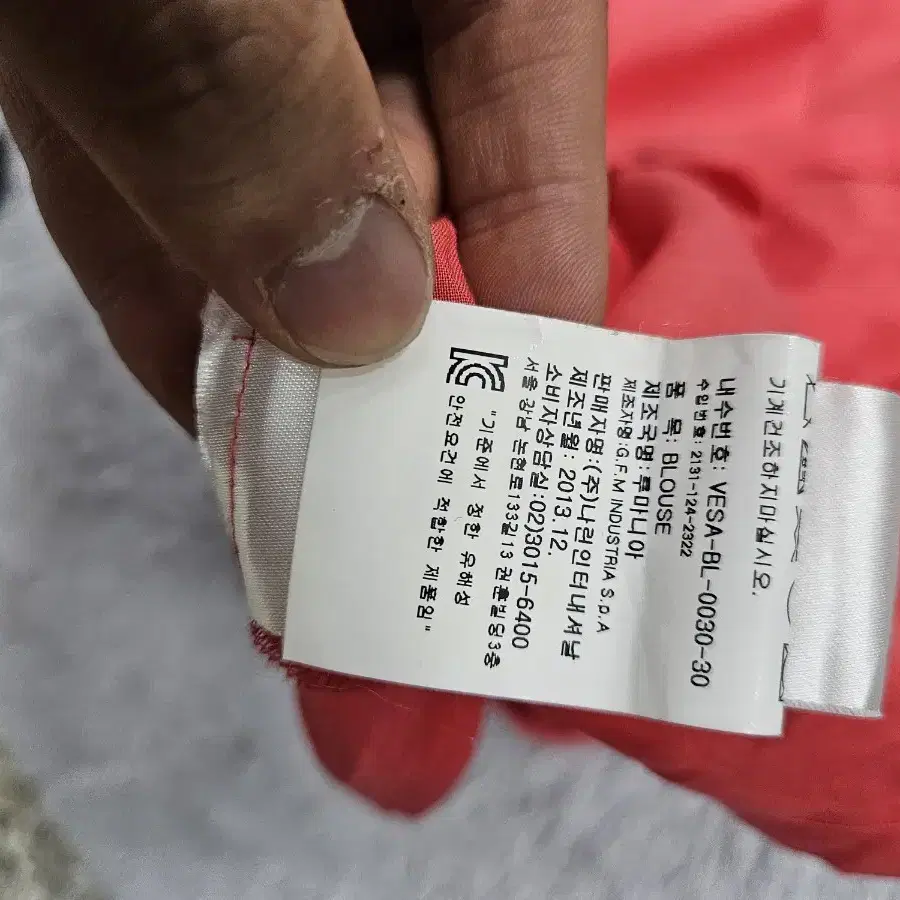 기계건조하지마십시오.
내수번호: VESA-BL-0030-30
수입번호: 2131-124-2322
품 목: BLOUSE
제조국명:루마니아
제조자명:G.F.M INDUSTRIA S.p.A
판매자명:(주)나린인터내셔날
제조년월: 2013.12.
소비자상담실:02)3015-6400
서울 강남 논현로133길13 권흥빌딩3층
KC "기준에서 정한 유해성
안전요건에 적합한 제품임"